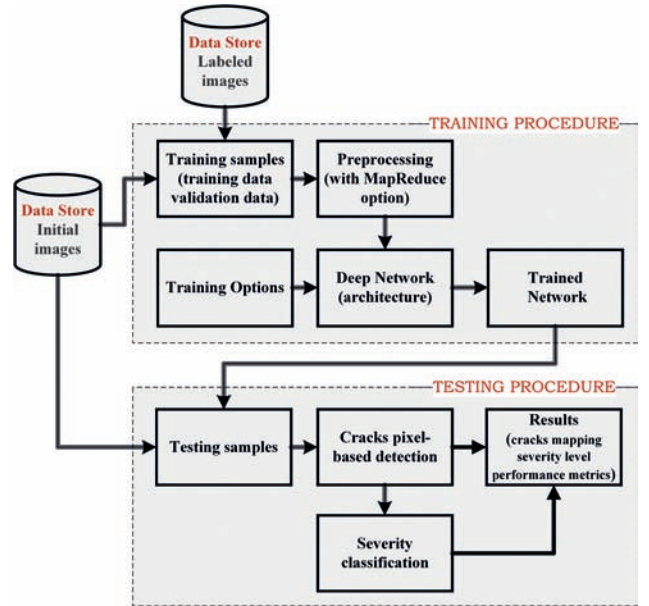 Data Store
Labeled
images
TRAINING PROCEDURE
Training samples
(training data
validation data)
Preprocessing
(with MapReduce
option)
Data Store
Initial
images
Training Options
Deep Network
(architecture)
Trained
Network
TESTING PROCEDURE
Testing samples
Cracks pixel-
based detection
Results
(cracks mapping
severity level
performance metrics)
Severity
classification